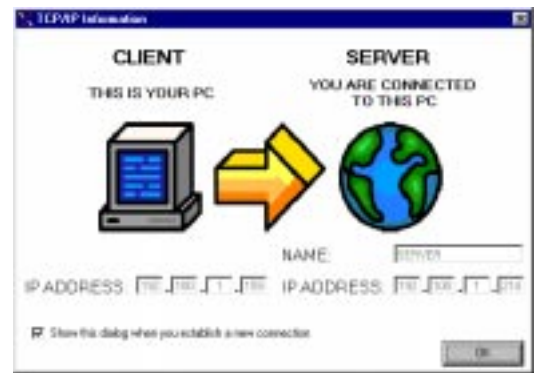 TCP/IP Information
CLIENT
SERVER
THIS IS YOUR PC
YOU ARE CONNECTED
TO THIS PC
NAME:
SERVER
IP ADDRESS:
IP ADDRESS:
Show this dialog when you establish a new connection
OK